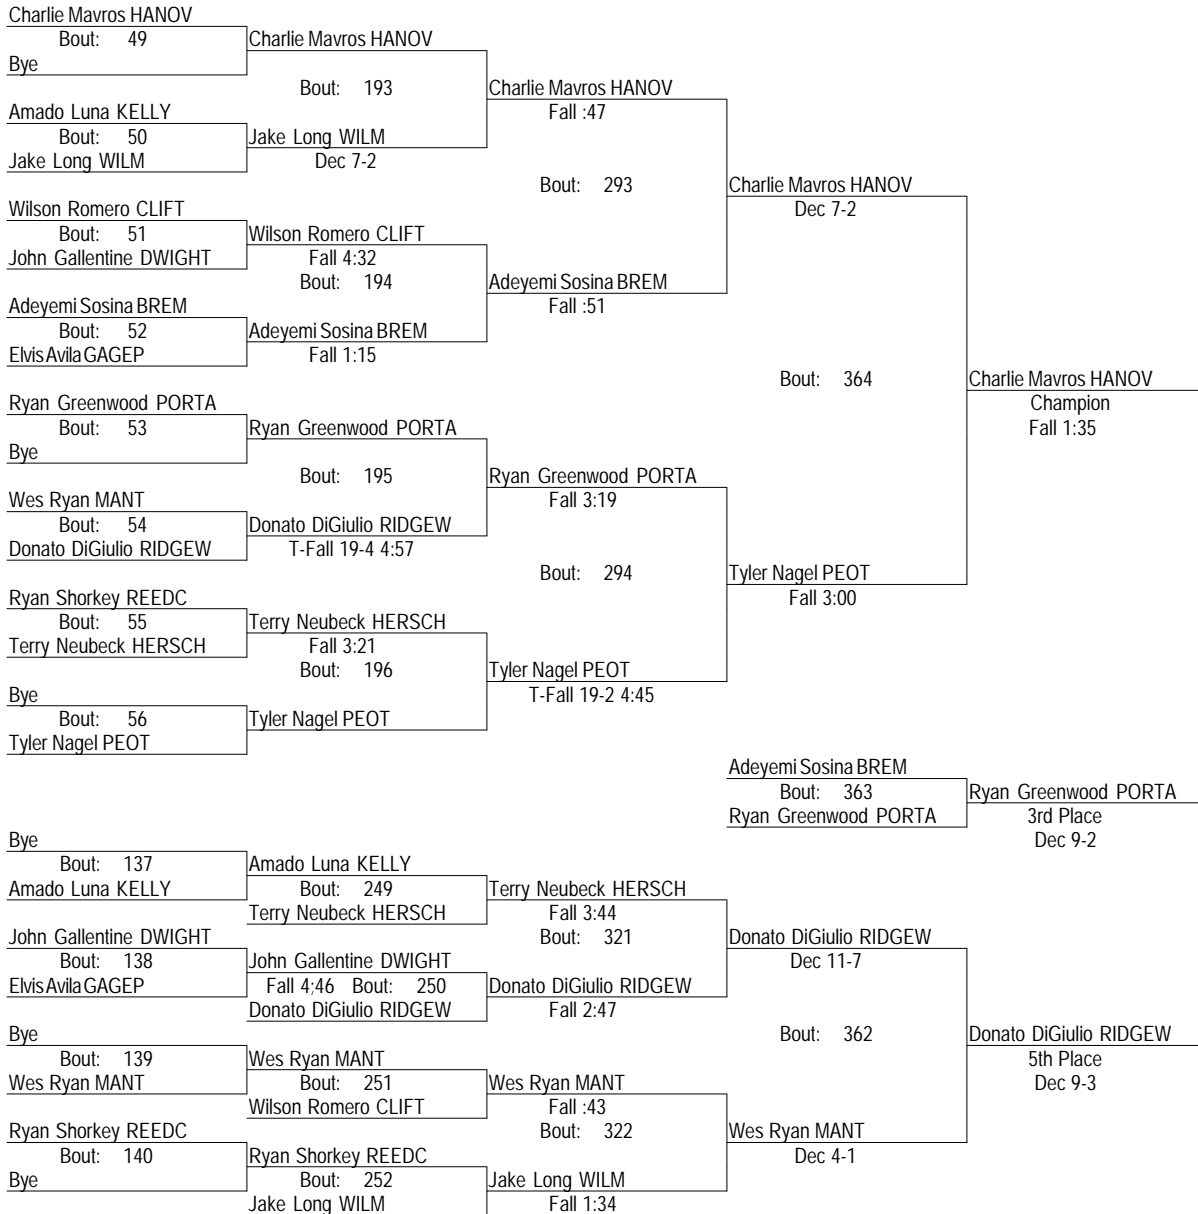 Charlie Mavros HANOV
Bout: 49
Charlie Mavros HANOV
Bye
Bout: 193
Charlie Mavros HANOV
Amado Luna KELLY
Fall :47
Bout: 50
Jake Long WILM
Jake Long WILM
Dec 7-2
Bout: 293
Charlie Mavros HANOV
Wilson Romero CLIFT
Dec 7-2
Bout: 51
Wilson Romero CLIFT
John Gallentine DWIGHT
Fall 4:32
Bout: 194
Adeyemi Sosina BREM
Adeyemi Sosina BREM
Fall :51
Bout: 52
Adeyemi Sosina BREM
Elvis Avila GAGEP
Fall 1:15
Bout: 364
Charlie Mavros HANOV
Ryan Greenwood PORTA
Champion
Bout: 53
Ryan Greenwood PORTA
Fall 1:35
Bye
Bout: 195
Ryan Greenwood PORTA
Wes Ryan MANT
Fall 3:19
Bout: 54
Donato DiGiulio RIDGEW
Donato DiGiulio RIDGEW
T-Fall 19-4 4:57
Bout: 294
Tyler Nagel PEOT
Ryan Shorkey REEDC
Fall 3:00
Bout: 55
Terry Neubeck HERSCH
Terry Neubeck HERSCH
Fall 3:21
Bout: 196
Tyler Nagel PEOT
Bye
T-Fall 19-2 4:45
Bout: 56
Tyler Nagel PEOT
Tyler Nagel PEOT
Adeyemi Sosina BREM
Bout: 363
Ryan Greenwood PORTA
Ryan Greenwood PORTA
3rd Place
Dec 9-2
Bye
Bout: 137
Amado Luna KELLY
Amado Luna KELLY
Bout: 249
Terry Neubeck HERSCH
Terry Neubeck HERSCH
Fall 3:44
John Gallentine DWIGHT
Bout: 321
Donato DiGiulio RIDGEW
Bout: 138
John Gallentine DWIGHT
Dec 11-7
Elvis Avila GAGEP
Fall 4;46 Bout: 250
Donato DiGiulio RIDGEW
Donato DiGiulio RIDGEW
Fall 2:47
Bye
Bout: 362
Donato DiGiulio RIDGEW
Bout: 139
Wes Ryan MANT
5th Place
Wes Ryan MANT
Bout: 251
Wes Ryan MANT
Dec 9-3
Wilson Romero CLIFT
Fall :43
Ryan Shorkey REEDC
Bout: 322
Wes Ryan MANT
Bout: 140
Ryan Shorkey REEDC
Dec 4-1
Bye
Bout: 252
Jake Long WILM
Jake Long WILM
Fall 1:34